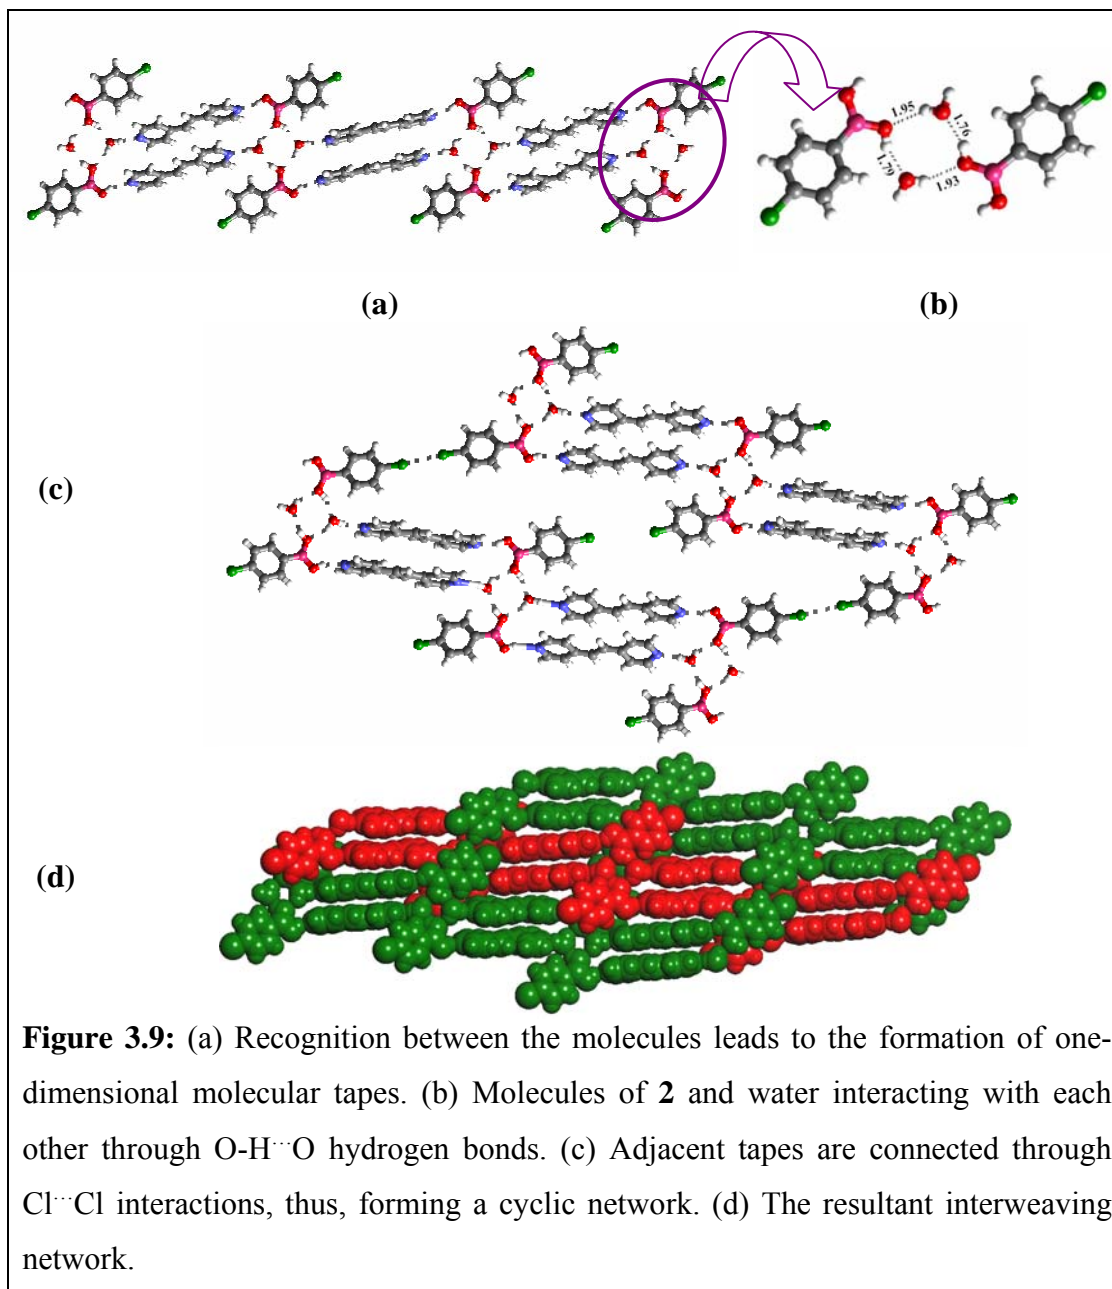 1.95
1.76
1.79
1.93
(a)
(b)
(c)
(d)
Figure 3.9: (a) Recognition between the molecules leads to the formation of one-
dimensional molecular tapes. (b) Molecules of 2 and water interacting with each
other through O-H···O hydrogen bonds. (c) Adjacent tapes are connected through
Cl···Cl interactions, thus, forming a cyclic network. (d) The resultant interweaving
network.